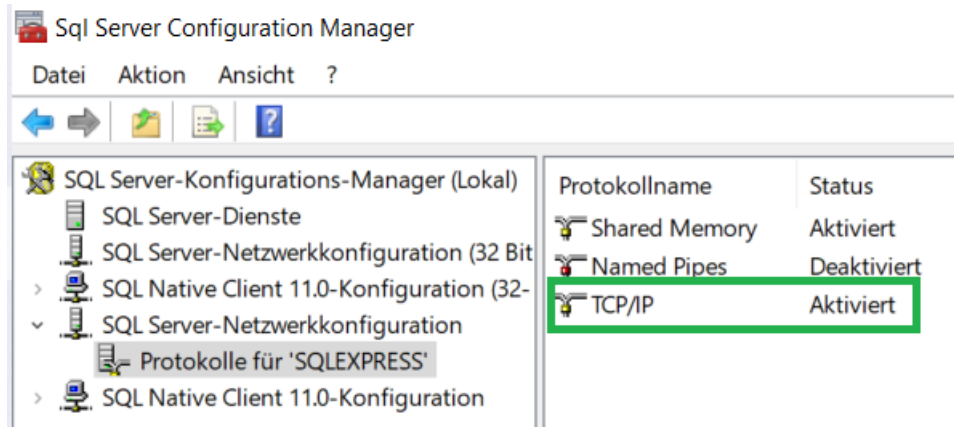 Sql Server Configuration Manager
Datei Aktion Ansicht ?
?
SQL Server-Konfigurations-Manager (Lokal)
SQL Server-Dienste
SQL Server-Netzwerkkonfiguration (32 Bit
SQL Native Client 11.0-Konfiguration (32-
SQL Server-Netzwerkkonfiguration
Protokolle für 'SQLEXPRESS'
SQL Native Client 11.0-Konfiguration
Protokollname Status
Shared Memory Aktiviert
Named Pipes Deaktiviert
TCP/IP Aktiviert